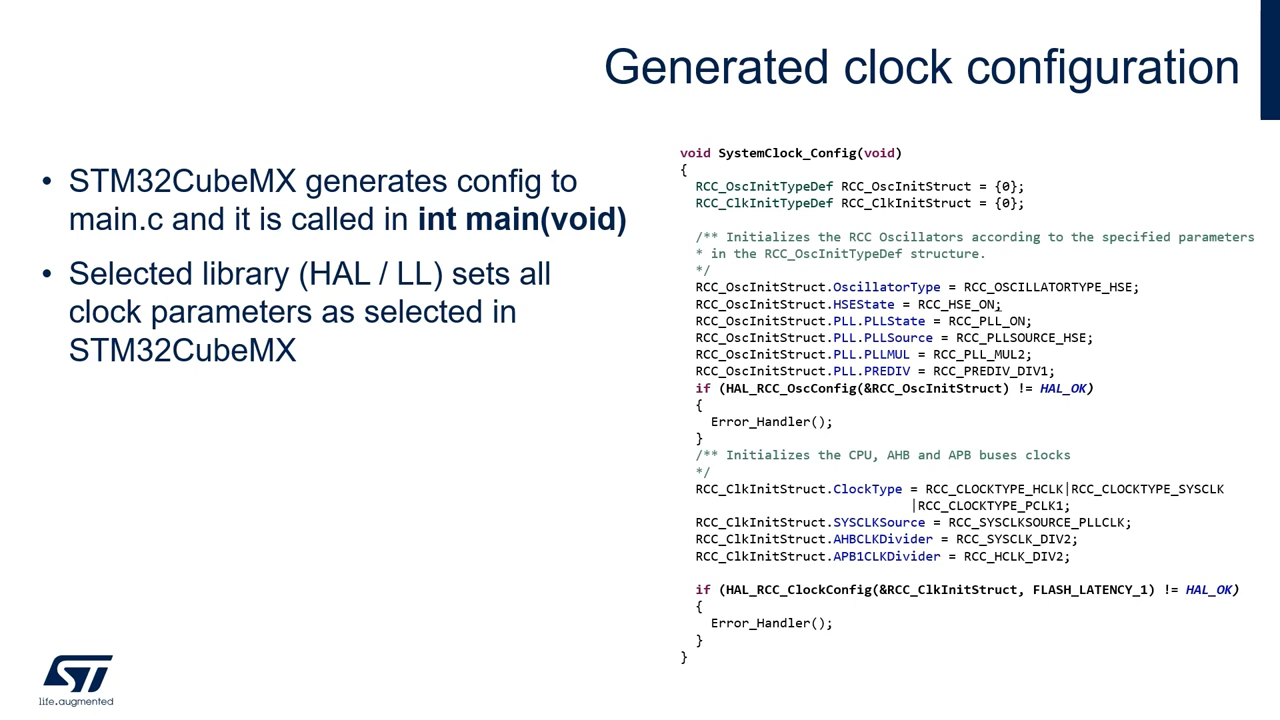 Generated clock configuration
• STM32CubeMX generates config to
main.c and it is called in int main(void)
• Selected library (HAL / LL) sets all
clock parameters as selected in
STM32CubeMX
void SystemClock_Config(void)
{
  RCC_OscInitTypeDef RCC_OscInitStruct = {0};
  RCC_ClkInitTypeDef RCC_ClkInitStruct = {0};

  /** Initializes the RCC Oscillators according to the specified parameters
  * in the RCC_OscInitTypeDef structure.
  */
  RCC_OscInitStruct.OscillatorType = RCC_OSCILLATORTYPE_HSE;
  RCC_OscInitStruct.HSEState = RCC_HSE_ON;
  RCC_OscInitStruct.PLL.PLLState = RCC_PLL_ON;
  RCC_OscInitStruct.PLL.PLLSource = RCC_PLLSOURCE_HSE;
  RCC_OscInitStruct.PLL.PLLMUL = RCC_PLL_MUL2;
  RCC_OscInitStruct.PLL.PREDIV = RCC_PREDIV_DIV1;
  if (HAL_RCC_OscConfig(&RCC_OscInitStruct) != HAL_OK)
  {
    Error_Handler();
  }
  /** Initializes the CPU, AHB and APB buses clocks
  */
  RCC_ClkInitStruct.ClockType = RCC_CLOCKTYPE_HCLK|RCC_CLOCKTYPE_SYSCLK
                              |RCC_CLOCKTYPE_PCLK1;
  RCC_ClkInitStruct.SYSCLKSource = RCC_SYSCLKSOURCE_PLLCLK;
  RCC_ClkInitStruct.AHBCLKDivider = RCC_SYSCLK_DIV2;
  RCC_ClkInitStruct.APB1CLKDivider = RCC_HCLK_DIV2;

  if (HAL_RCC_ClockConfig(&RCC_ClkInitStruct, FLASH_LATENCY_1) != HAL_OK)
  {
    Error_Handler();
  }
}
ST
life.augmented